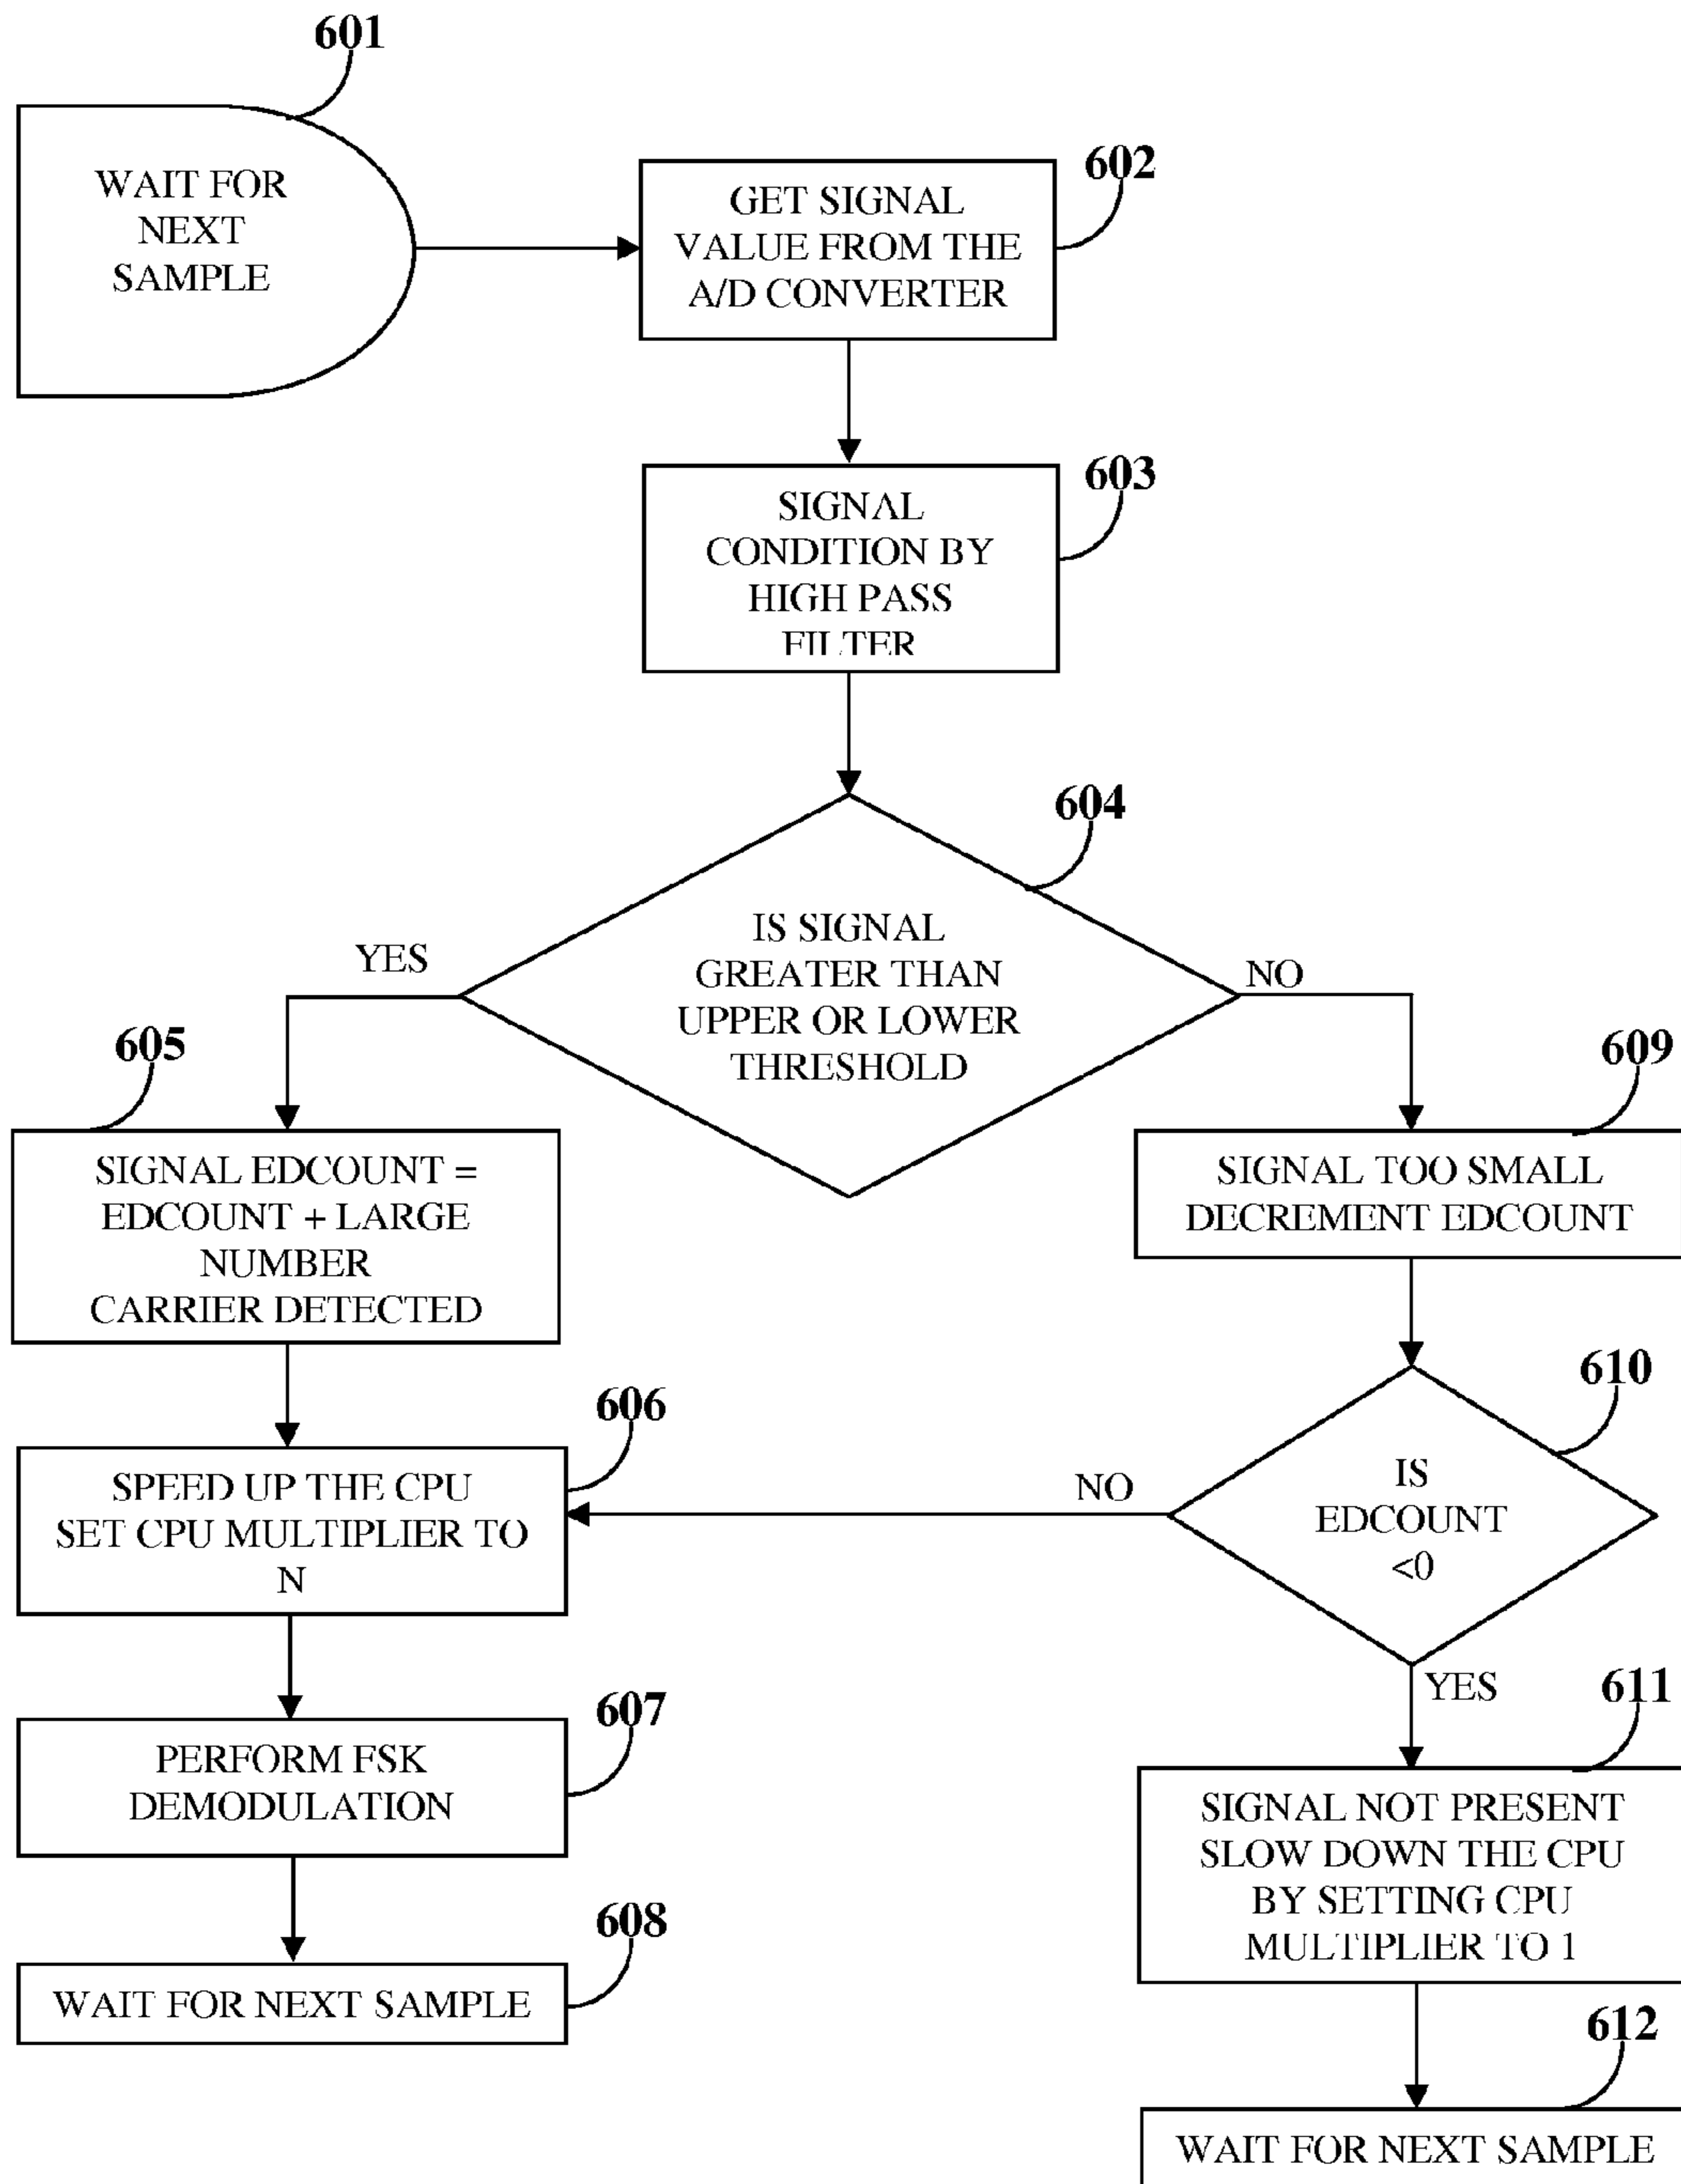 601
WAIT FOR
NEXT
SAMPLE
602
GET SIGNAL
VALUE FROM THE
A/D CONVERTER
603
SIGNAL
CONDITION BY
HIGH PASS
FILTER
604
IS SIGNAL
GREATER THAN
UPPER OR LOWER
THRESHOLD
YES
NO
605
SIGNAL EDCOUNT =
EDCOUNT + LARGE
NUMBER
CARRIER DETECTED
609
SIGNAL TOO SMALL
DECREMENT EDCOUNT
606
SPEED UP THE CPU
SET CPU MULTIPLIER TO
N
610
IS
EDCOUNT
<0
NO
YES
607
PERFORM FSK
DEMODULATION
611
SIGNAL NOT PRESENT
SLOW DOWN THE CPU
BY SETTING CPU
MULTIPLIER TO 1
608
WAIT FOR NEXT SAMPLE
612
WAIT FOR NEXT SAMPLE